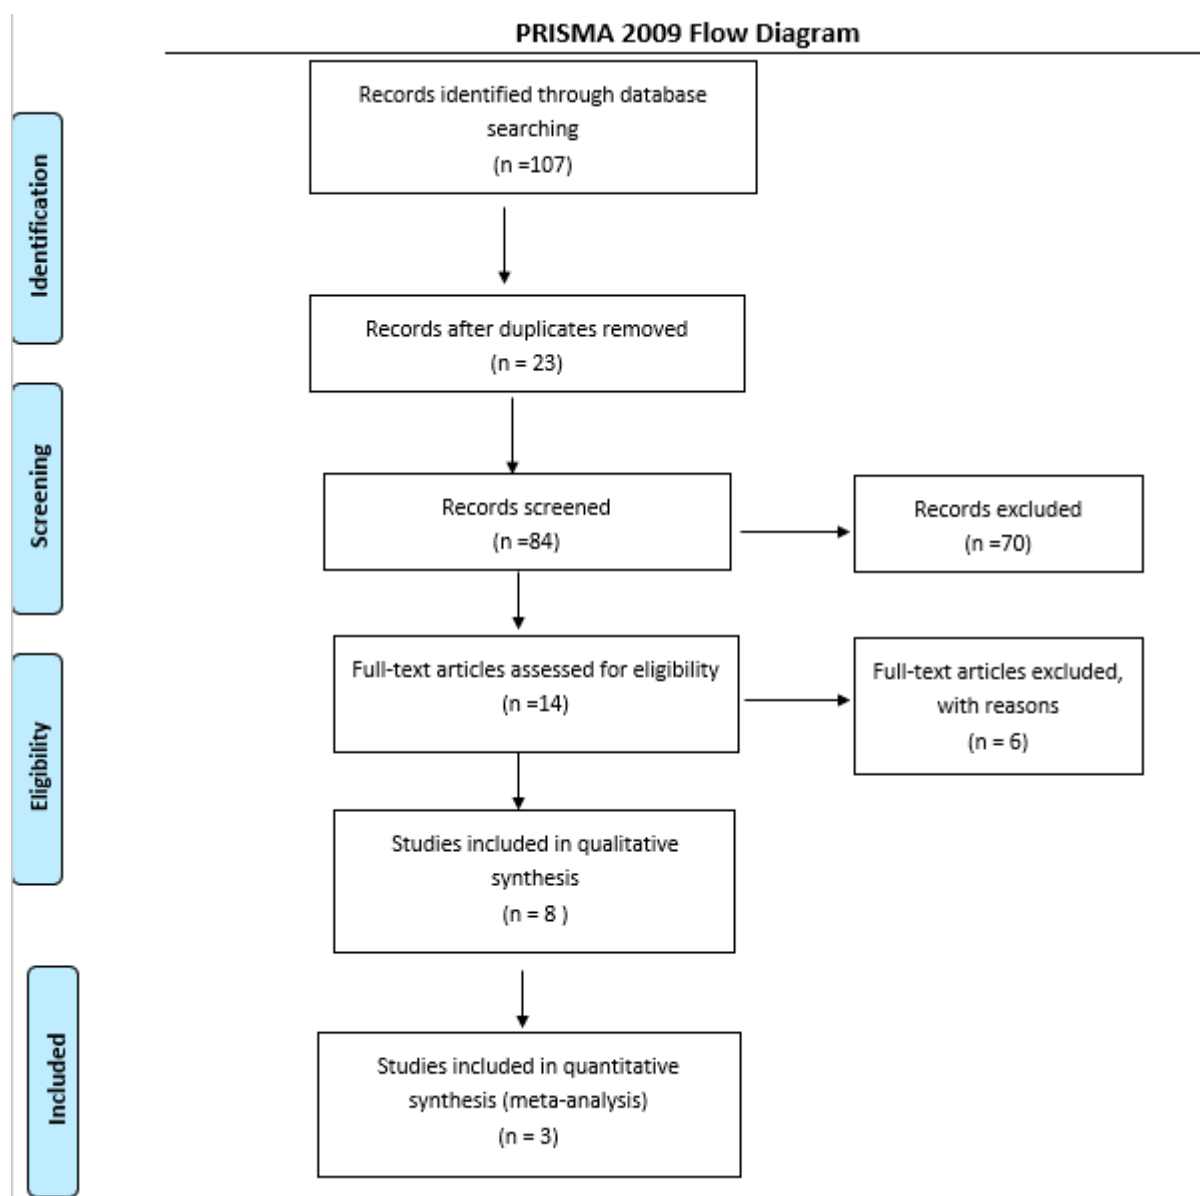 PRISMA 2009 Flow Diagram
Identification
Records identified through database
searching
(n =107)
Records after duplicates removed
(n = 23)
Screening
Records screened
(n =84)
Records excluded
(n =70)
Eligibility
Full-text articles assessed for eligibility
(n =14)
Full-text articles excluded,
with reasons
(n = 6)
Studies included in qualitative
synthesis
(n = 8 )
Included
Studies included in quantitative
synthesis (meta-analysis)
(n = 3)